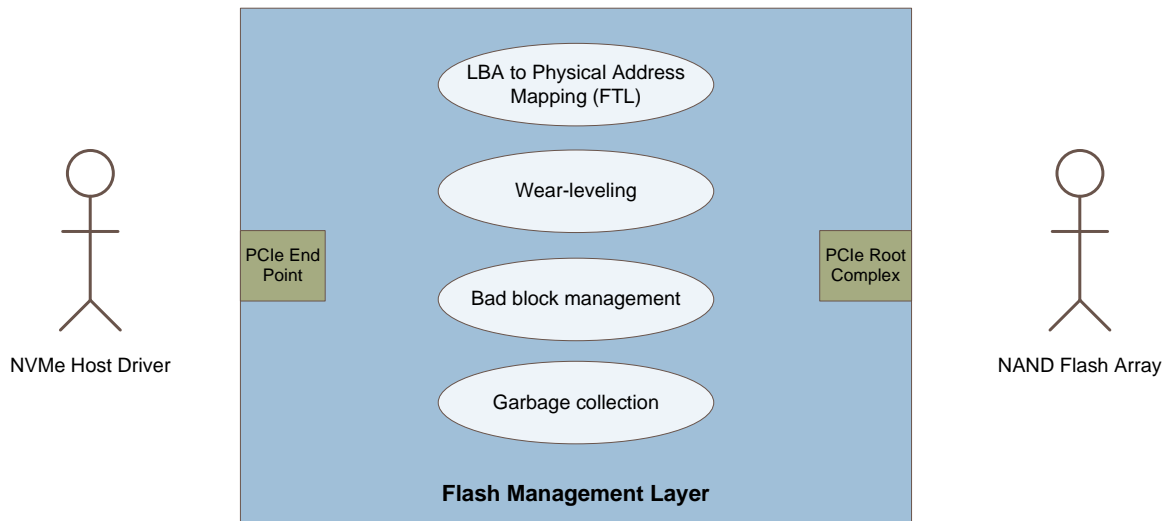 LBA to Physical Address
Mapping (FTL)
Wear-leveling
PCIe End
Point
PCIe Root
Complex
Bad block management
NVMe Host Driver
NAND Flash Array
Garbage collection
Flash Management Layer